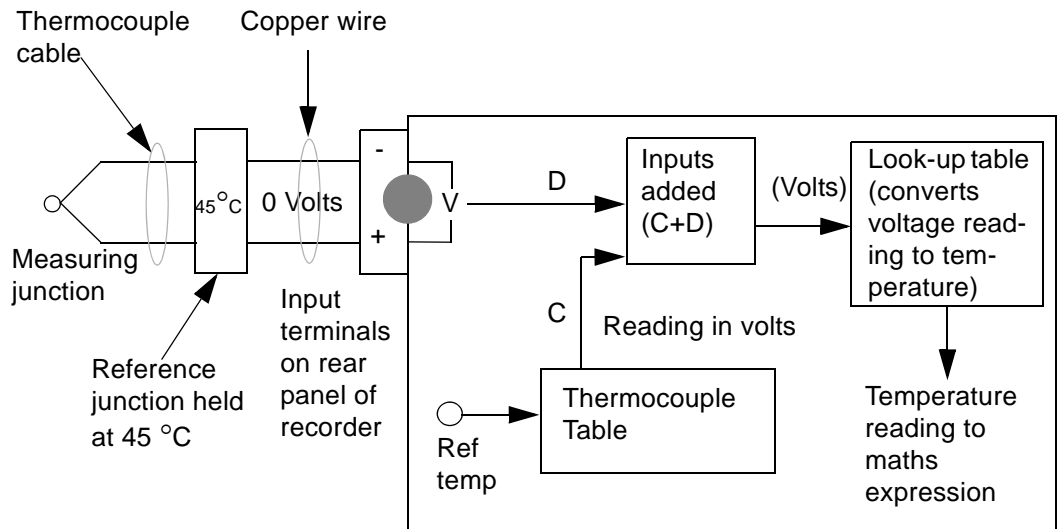 Thermocouple
cable
Copper wire
-
+
45°C
0 Volts
V
D
Inputs
added
(C+D)
(Volts)
Look-up table
(converts
voltage read-
ing to tem-
perature)
Measuring
junction
Reference
junction held
at 45 °C
Input
terminals
on rear
panel of
recorder
C
Reading in volts
Ref
temp
Thermocouple
Table
Temperature
reading to
maths
expression